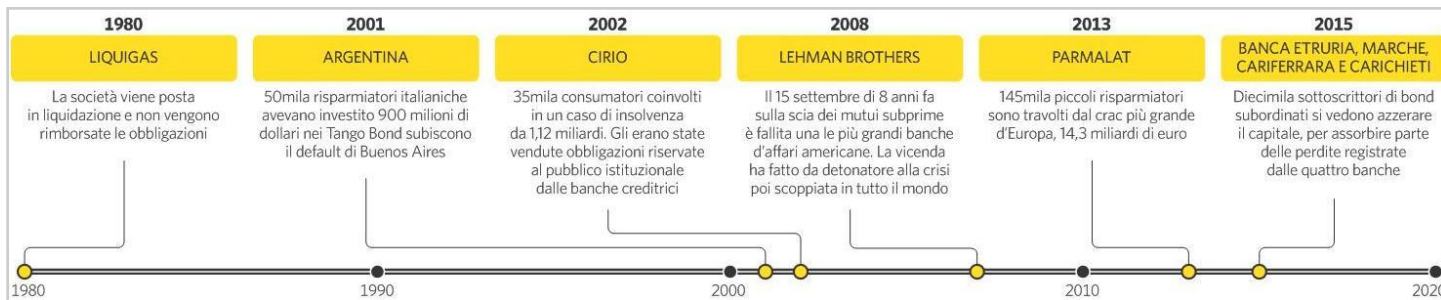 1980
LIQUIGAS
La società viene posta
in liquidazione e non vengono
rimborsate le obbligazioni
2001
ARGENTINA
50mila risparmiatori italianiche
avevano investito 900 milioni di
dollari nei Tango Bond subiscono
il default di Buenos Aires
2002
CIRIO
35mila consumatori coinvolti
in un caso di insolvenza
da 1,12 miliardi. Gli erano state
vendute obbligazioni riservate
al pubblico istituzionale
dalle banche creditrici
2008
LEHMAN BROTHERS
Il 15 settembre di 8 anni fa
sulla scia dei mutui subprime
è fallita una le più grandi banche
d'affari americane. La vicenda
ha fatto da detonatore alla crisi
poi scoppiata in tutto il mondo
2013
PARMALAT
145mila piccoli risparmiatori
sono travolti dal crac più grande
d'Europa, 14,3 miliardi di euro
2015
BANCA ETRURIA, MARCHE,
CARIFERRARA E CARICHIETI
Diecimila sottoscrittori di bond
subordinati si vedono azzerare
il capitale, per assorbire parte
delle perdite registrate
dalle quattro banche
1980
1990
2000
2010
2020